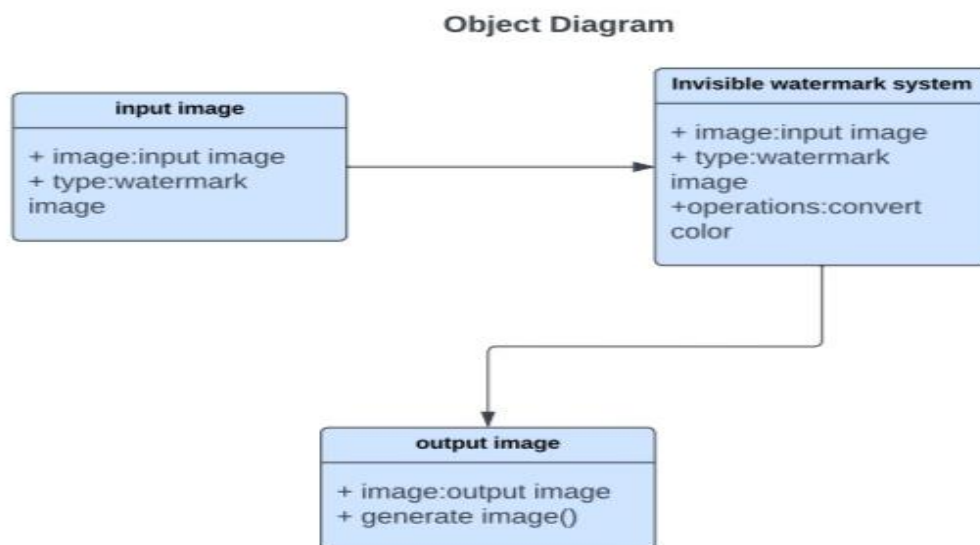 Object Diagram
input image
+ image:input image
+ type:watermark
image
Invisible watermark system
+ image:input image
+ type:watermark
image
+operations:convert
color
output image
+ image:output image
+ generate image()